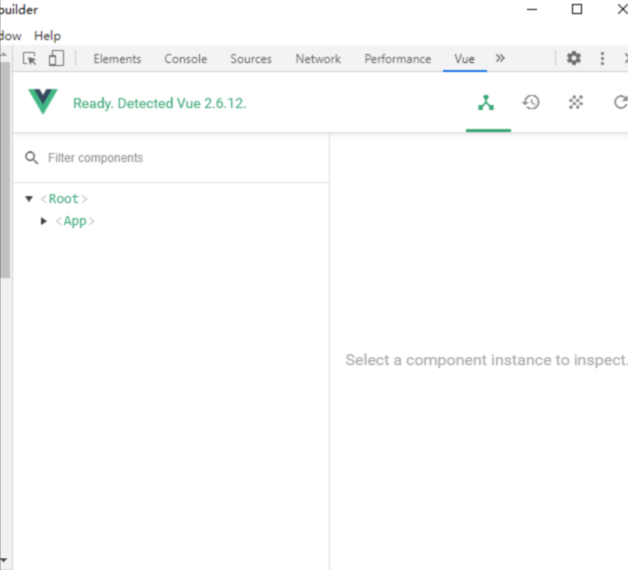 builder
dow Help
Elements Console Sources Network Performance Vue »
Ready. Detected Vue 2.6.12.
Filter components
<Root>
<App>
Select a component instance to inspect.